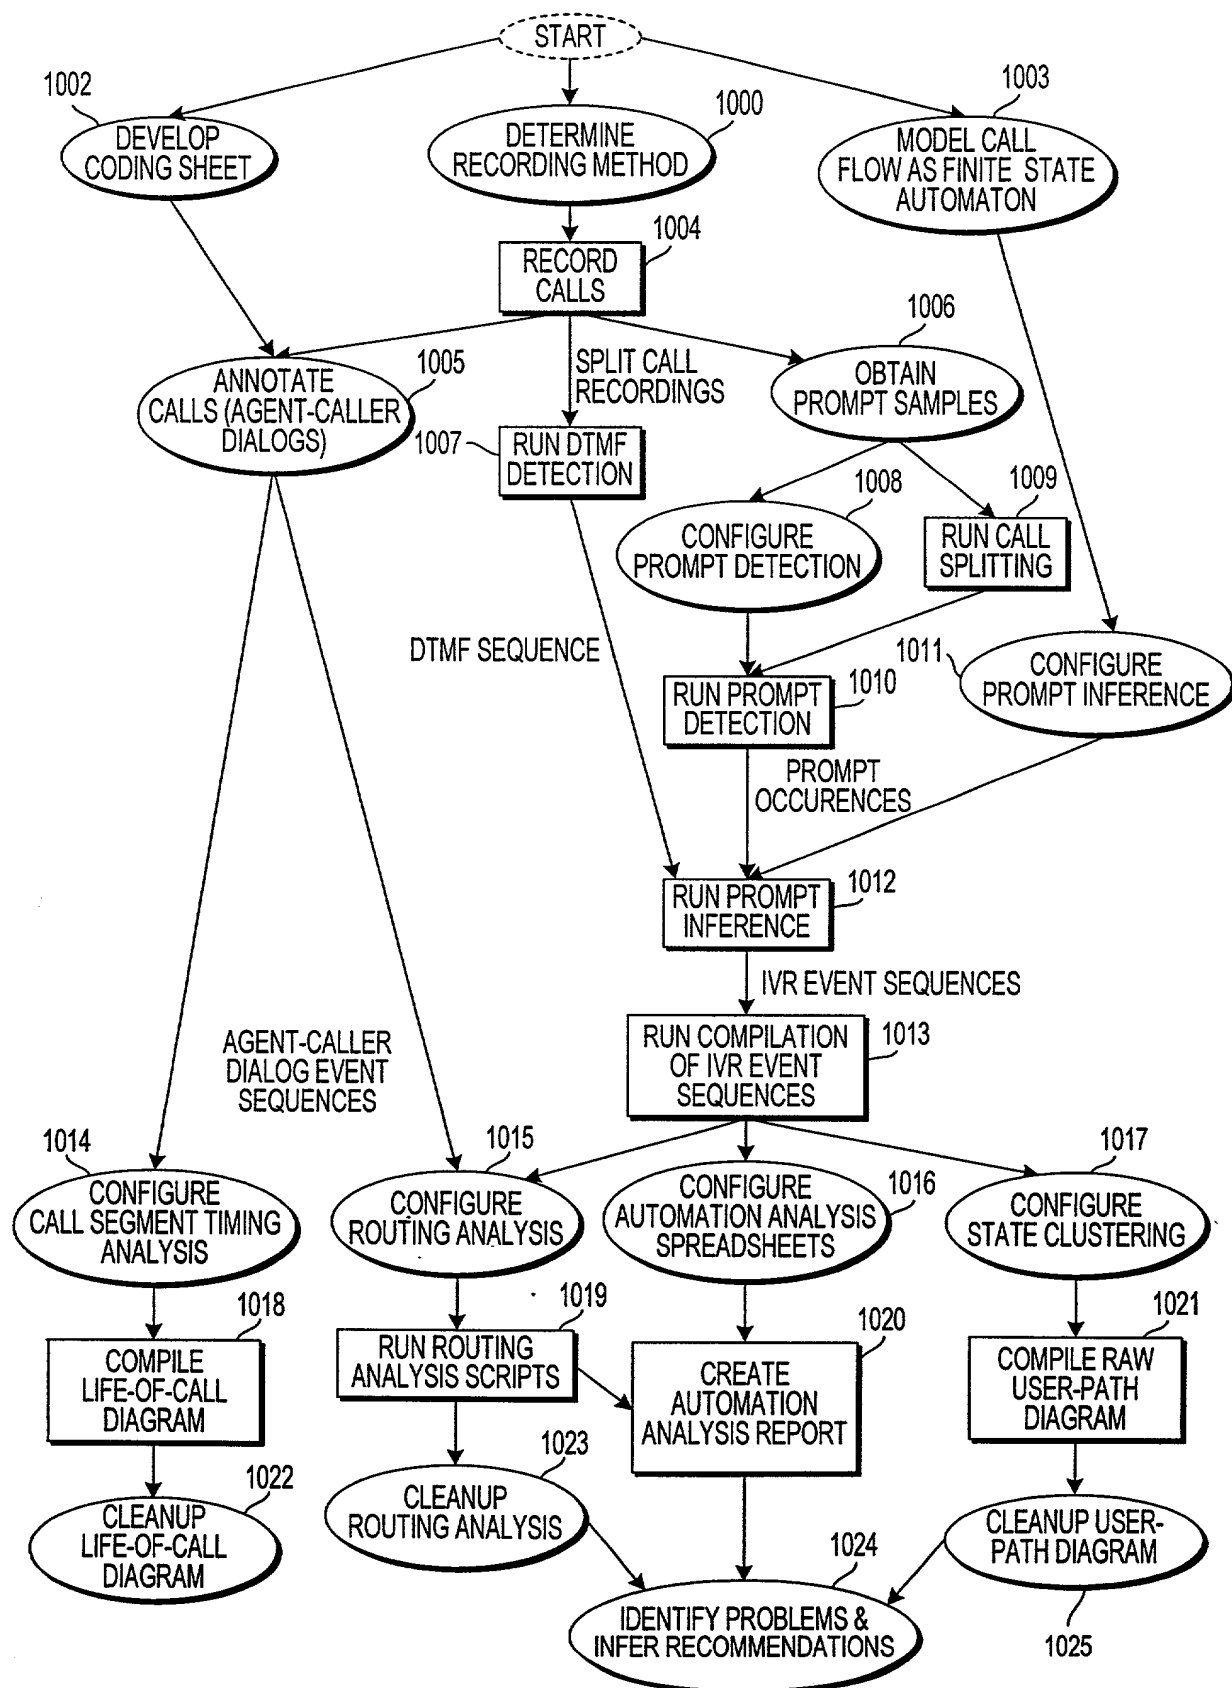 START
1002
DEVELOP
CODING SHEET
1000
DETERMINE
RECORDING METHOD
1003
MODEL CALL
FLOW AS FINITE STATE
AUTOMATON
1004
RECORD
CALLS
1005
ANNOTATE
CALLS (AGENT-CALLER
DIALOGS)
SPLIT CALL
RECORDINGS
1006
OBTAIN
PROMPT SAMPLES
1007
RUN DTMF
DETECTION
1008
CONFIGURE
PROMPT DETECTION
1009
RUN CALL
SPLITTING
DTMF SEQUENCE
1010
RUN PROMPT
DETECTION
1011
CONFIGURE
PROMPT INFERENCE
PROMPT
OCCURENCES
1012
RUN PROMPT
INFERENCE
IVR EVENT SEQUENCES
1013
RUN COMPILATION
OF IVR EVENT
SEQUENCES
AGENT-CALLER
DIALOG EVENT
SEQUENCES
1014
CONFIGURE
CALL SEGMENT TIMING
ANALYSIS
1015
CONFIGURE
ROUTING ANALYSIS
1016
CONFIGURE
AUTOMATION ANALYSIS
SPREADSHEETS
1017
CONFIGURE
STATE CLUSTERING
1018
COMPILE
LIFE-OF-CALL
DIAGRAM
1019
RUN ROUTING
ANALYSIS SCRIPTS
1020
CREATE
AUTOMATION
ANALYSIS REPORT
1021
COMPILE RAW
USER-PATH
DIAGRAM
1022
CLEANUP
LIFE-OF-CALL
DIAGRAM
1023
CLEANUP
ROUTING ANALYSIS
1024
IDENTIFY PROBLEMS &
INFER RECOMMENDATIONS
CLEANUP USER-
PATH DIAGRAM
1025